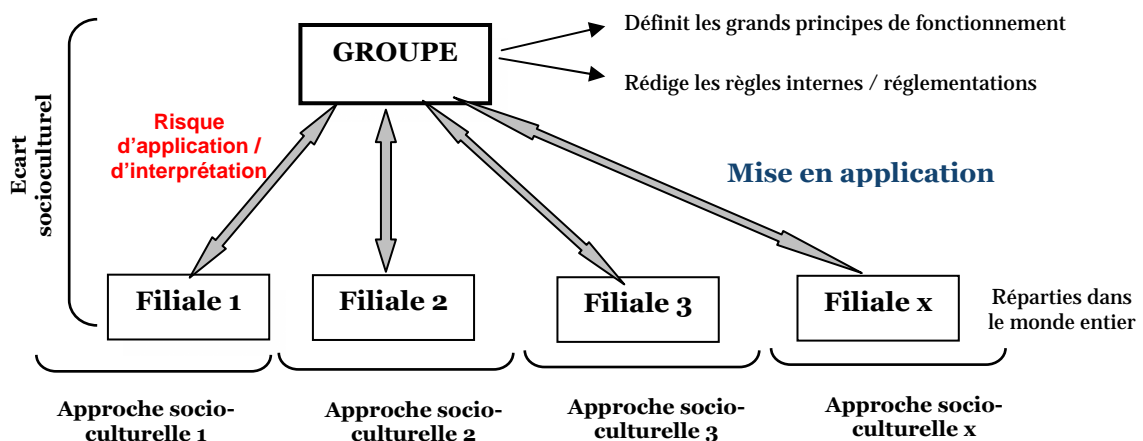 Définit les grands principes de fonctionnement
GROUPE
Rédige les règles internes / réglementations
Ecart
socioculturel
Risque
d'application /
d'interprétation
Mise en application
Filiale 1
Filiale 2
Filiale 3
Filiale x
Réparties dans
le monde entier
Approche socio-
culturelle 1
Approche socio-
culturelle 2
Approche socio-
culturelle 3
Approche socio-
culturelle x